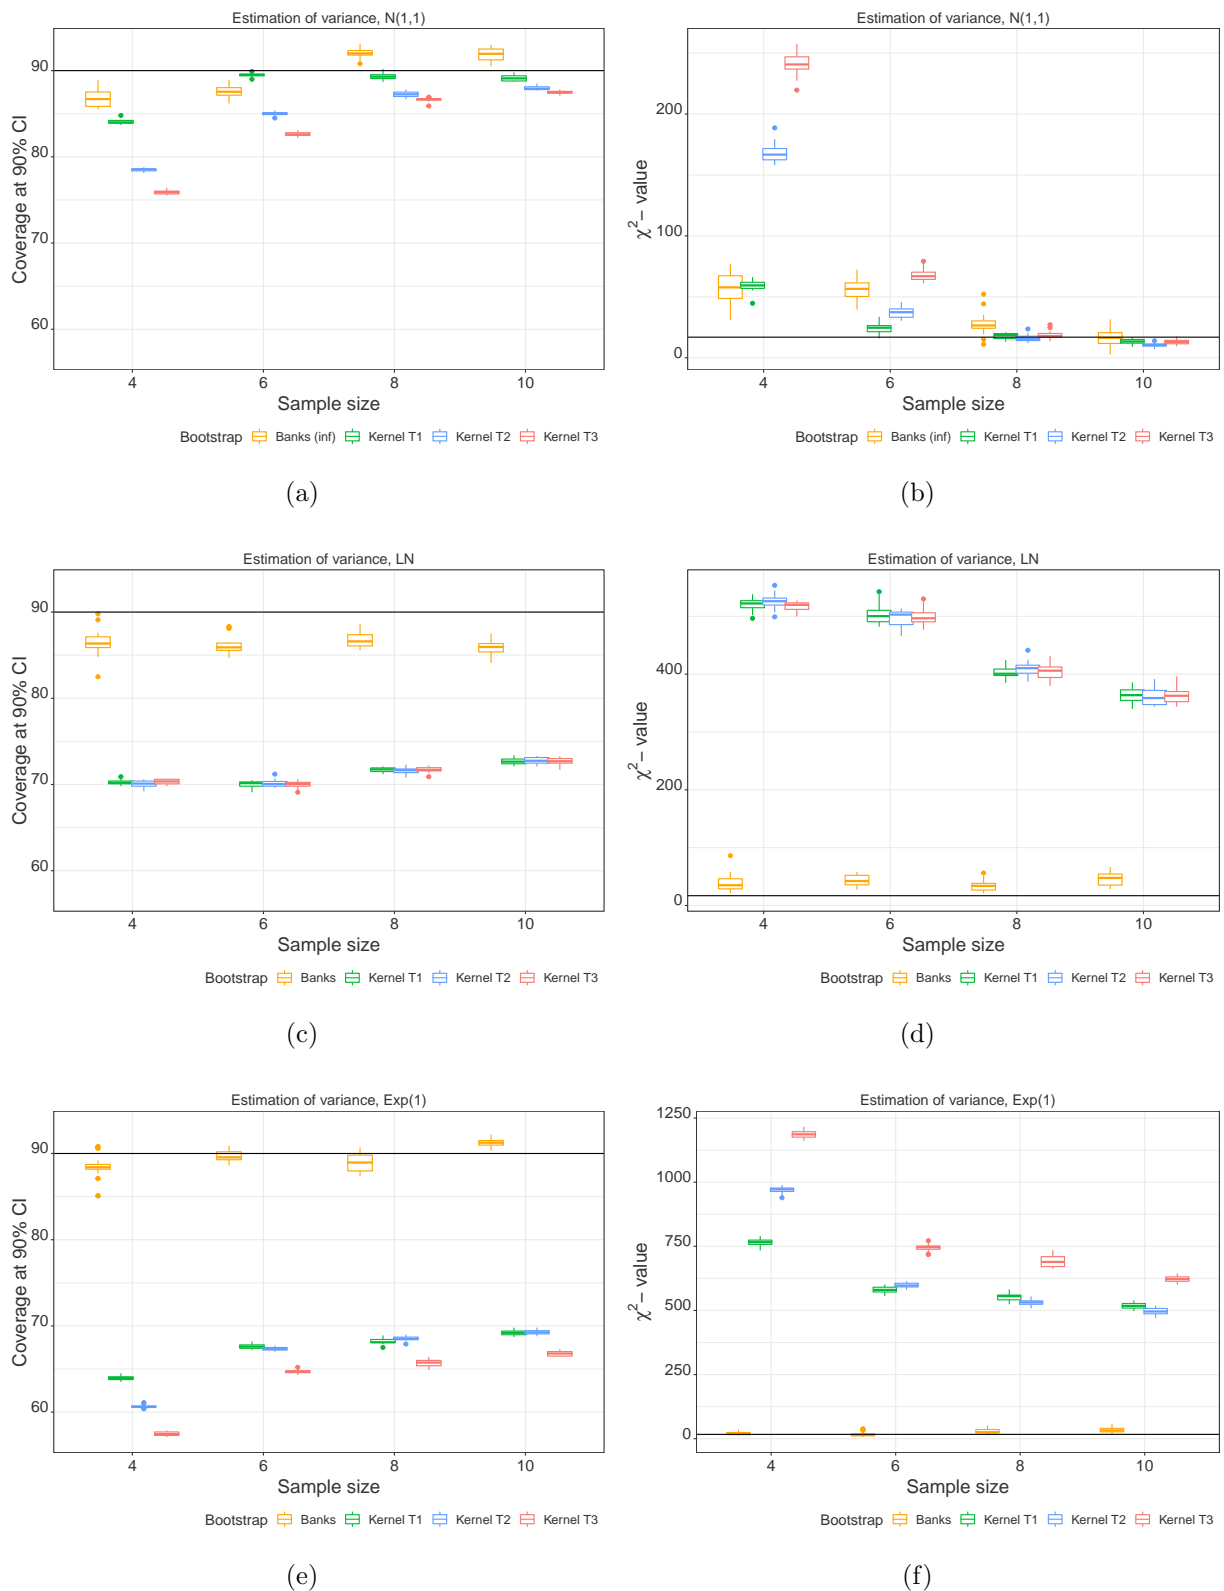 Estimation of variance, N(1,1)
Coverage at 90% CI
90
80
70
60
4 6 8 10
Sample size
Bootstrap Banks (inf) Kernel T1 Kernel T2 Kernel T3
(a)
Estimation of variance, N(1,1)
χ²− value
200
100
0
4 6 8 10
Sample size
Bootstrap Banks (inf) Kernel T1 Kernel T2 Kernel T3
(b)
Estimation of variance, LN
Coverage at 90% CI
90
80
70
60
4 6 8 10
Sample size
Bootstrap Banks Kernel T1 Kernel T2 Kernel T3
(c)
Estimation of variance, LN
χ²− value
400
200
0
4 6 8 10
Sample size
Bootstrap Banks Kernel T1 Kernel T2 Kernel T3
(d)
Estimation of variance, Exp(1)
Coverage at 90% CI
90
80
70
60
4 6 8 10
Sample size
Bootstrap Banks Kernel T1 Kernel T2 Kernel T3
(e)
Estimation of variance, Exp(1)
χ²− value
1250
1000
750
500
250
0
4 6 8 10
Sample size
Bootstrap Banks Kernel T1 Kernel T2 Kernel T3
(f)